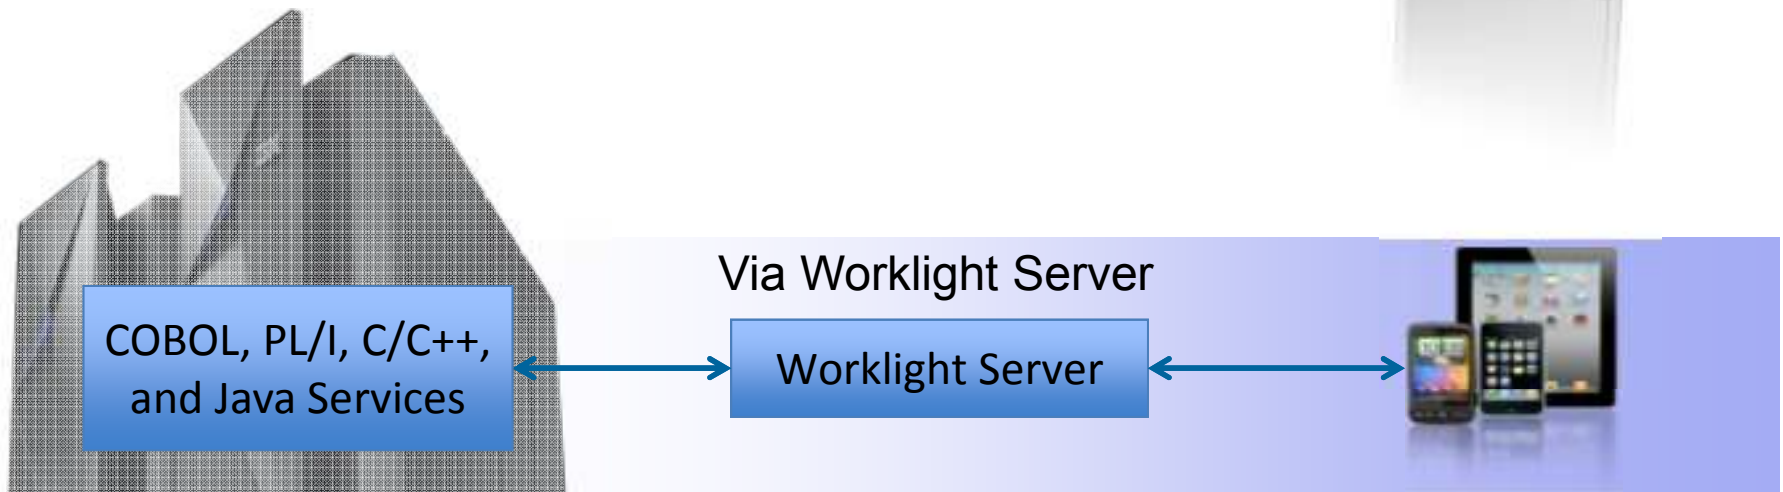 Via Worklight Server
COBOL, PL/I, C/C++,
and Java Services
Worklight Server